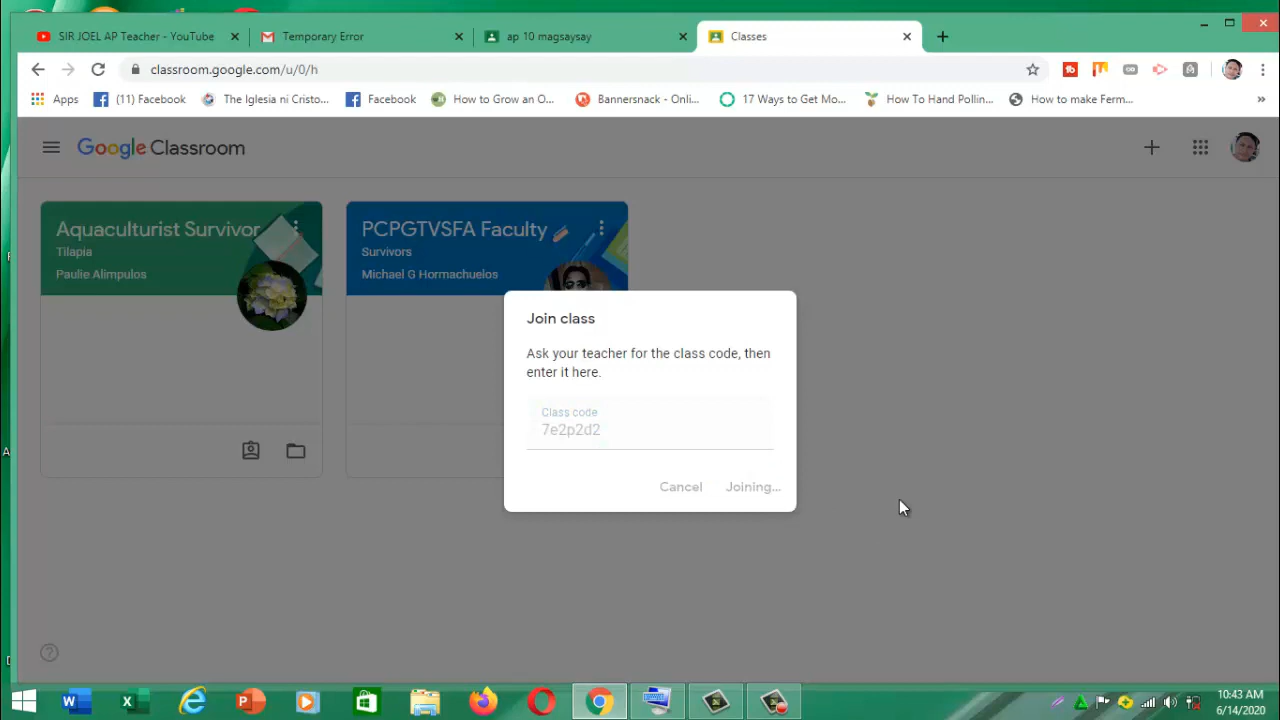 SIR JOEL AP Teacher - YouTube
Temporary Error
ap 10 magsaysay
Classes
classroom.google.com/u/0/h
Apps
(11) Facebook
The Iglesia ni Cristo...
Facebook
How to Grow an O...
Bannersnack - Onli...
17 Ways to Get Mo...
How To Hand Pollin...
How to make Ferm...
Google Classroom
Aquaculturist Survivor
Tilapia
Paulie Alimpulos
PCPGTVSFA Faculty
Survivors
Michael G Hormachuelos
Join class
Ask your teacher for the class code, then
enter it here.
Class code
7e2p2d2
Cancel
Joining...
10:43 AM
6/14/2020